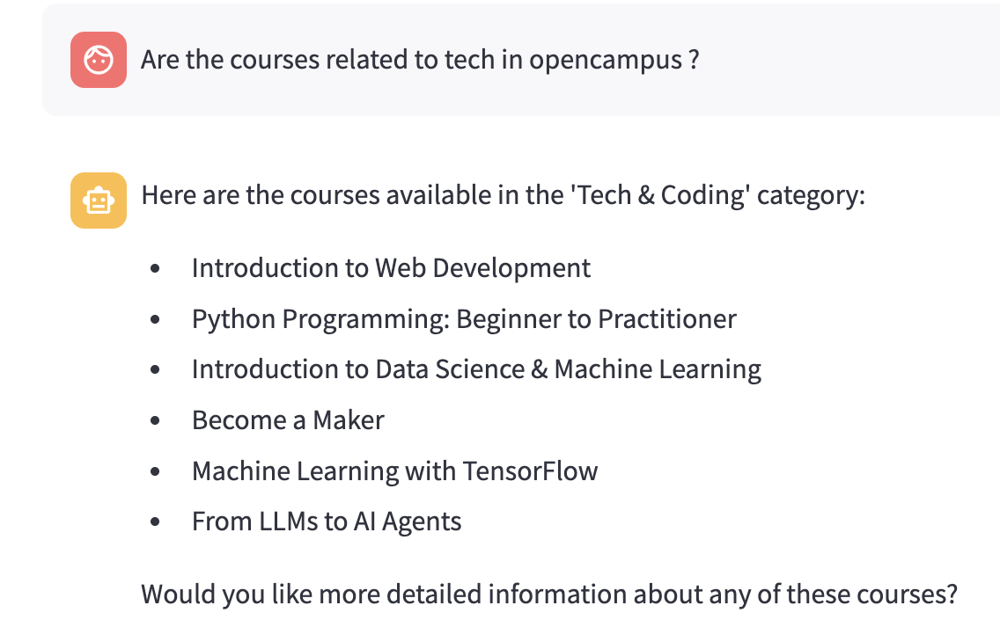 Are the courses related to tech in opencampus ?
Here are the courses available in the 'Tech & Coding' category:
• Introduction to Web Development
• Python Programming: Beginner to Practitioner
• Introduction to Data Science & Machine Learning
• Become a Maker
• Machine Learning with TensorFlow
• From LLMs to AI Agents
Would you like more detailed information about any of these courses?